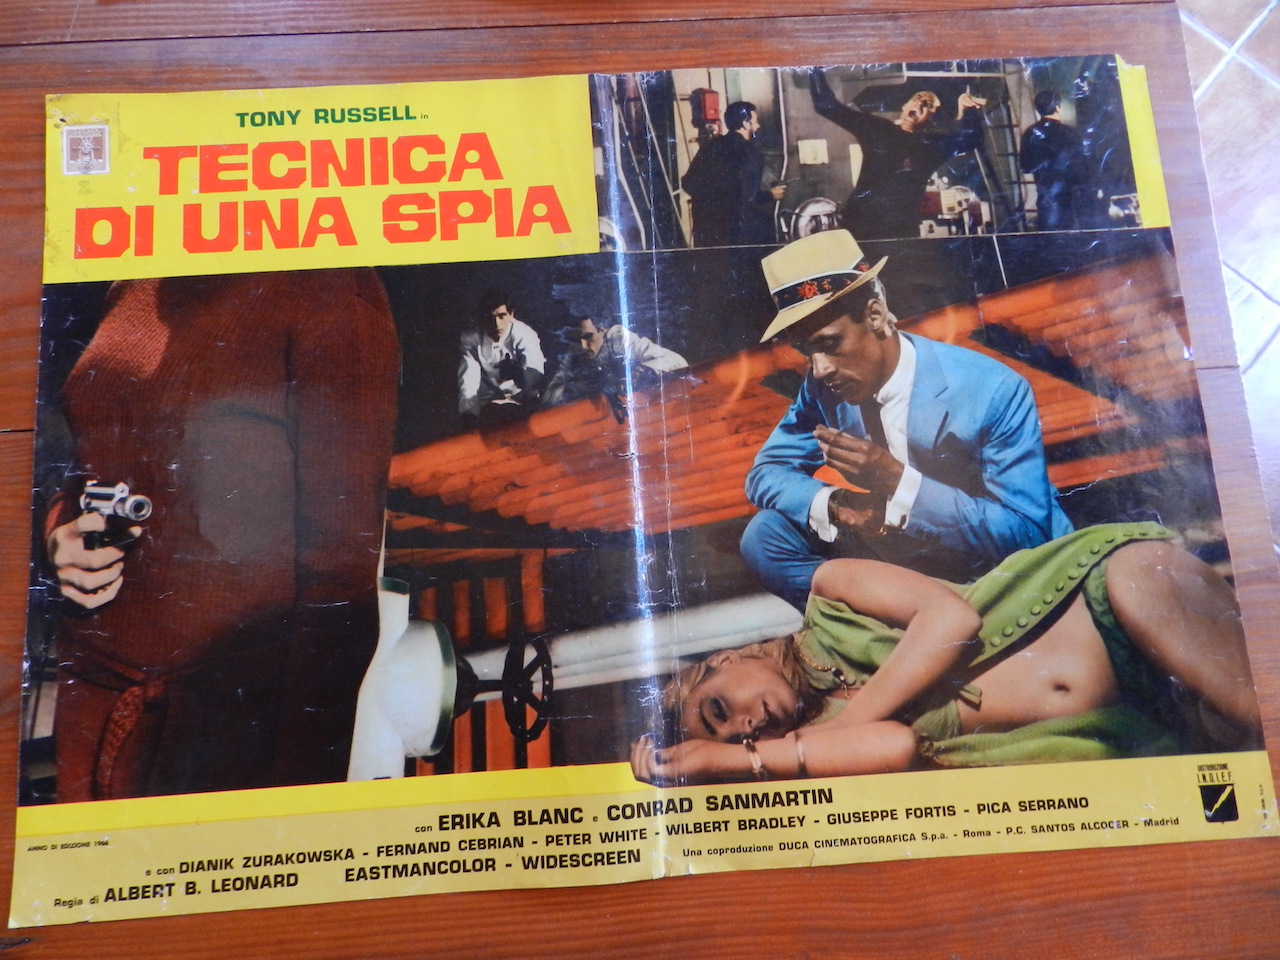 TONY RUSSELL in
TECNICA
DI UNA SPIA
con ERIKA BLANC e CONRAD SANMARTIN
e con DIANIK ZURAKOWSKA - FERNAND CEBRIAN - PETER WHITE - WILBERT BRADLEY - GIUSEPPE FORTIS - PICA SERRANO
Regia di ALBERT B. LEONARD EASTMANCOLOR - WIDESCREEN Una coproduzione DUCA CINEMATOGRAFICA S.p.a. - Roma - P.C. SANTOS ALCOCER - Madrid
ANNO DI EDIZIONE 1966
DISTRIBUZIONE
I.N.D.I.E.F.